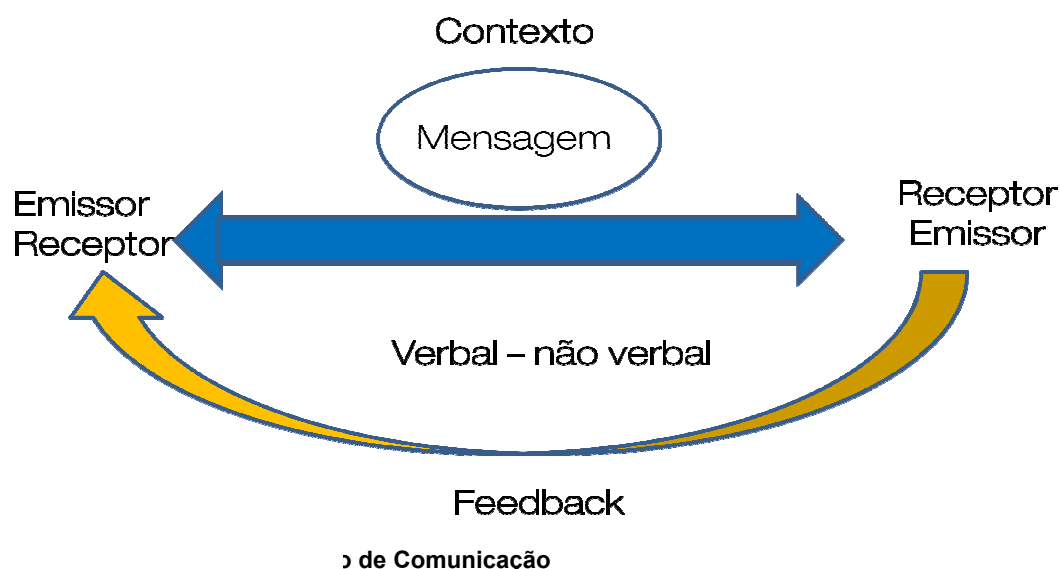 Contexto
Mensagem
Emissor
Receptor
Receptor
Emissor
Verbal – não verbal
Feedback
de Comunicação